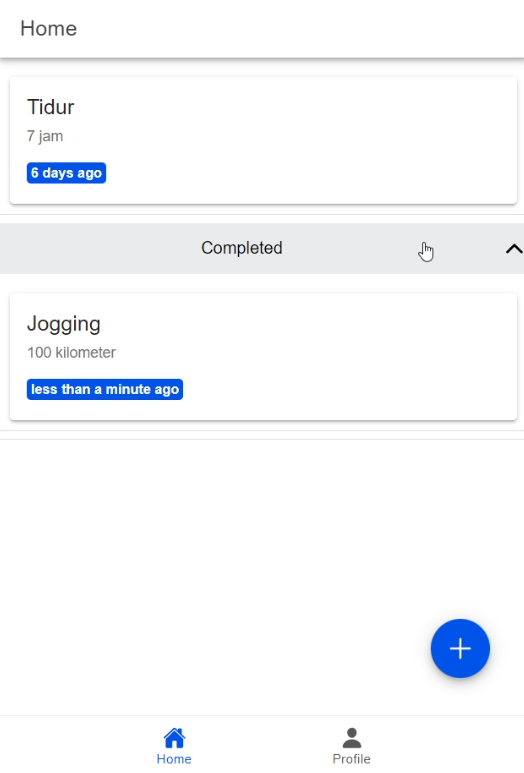 Home
Tidur
7 jam
6 days ago
Completed
Jogging
100 kilometer
less than a minute ago
Home
Profile